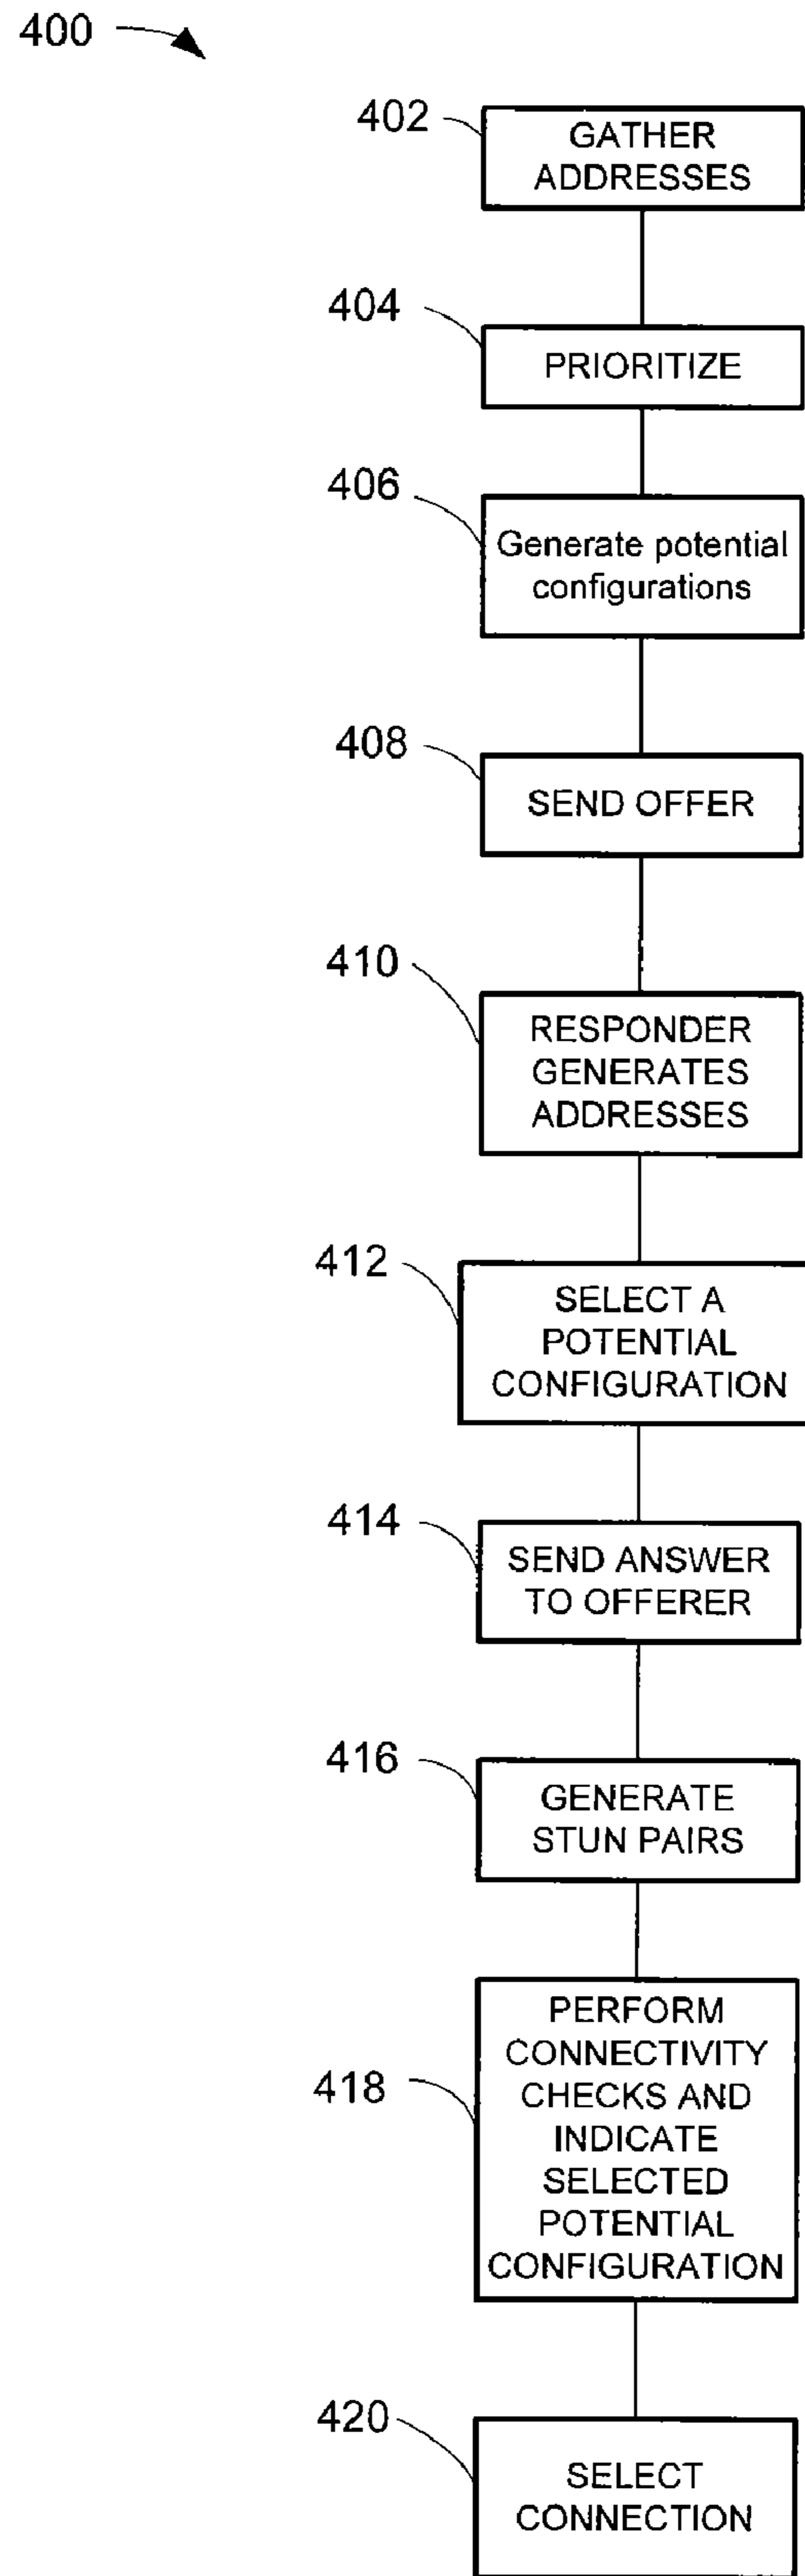 400
402
GATHER
ADDRESSES
404
PRIORITIZE
406
Generate potential
configurations
408
SEND OFFER
410
RESPONDER
GENERATES
ADDRESSES
412
SELECT A
POTENTIAL
CONFIGURATION
414
SEND ANSWER
TO OFFERER
416
GENERATE
STUN PAIRS
418
PERFORM
CONNECTIVITY
CHECKS AND
INDICATE
SELECTED
POTENTIAL
CONFIGURATION
420
SELECT
CONNECTION